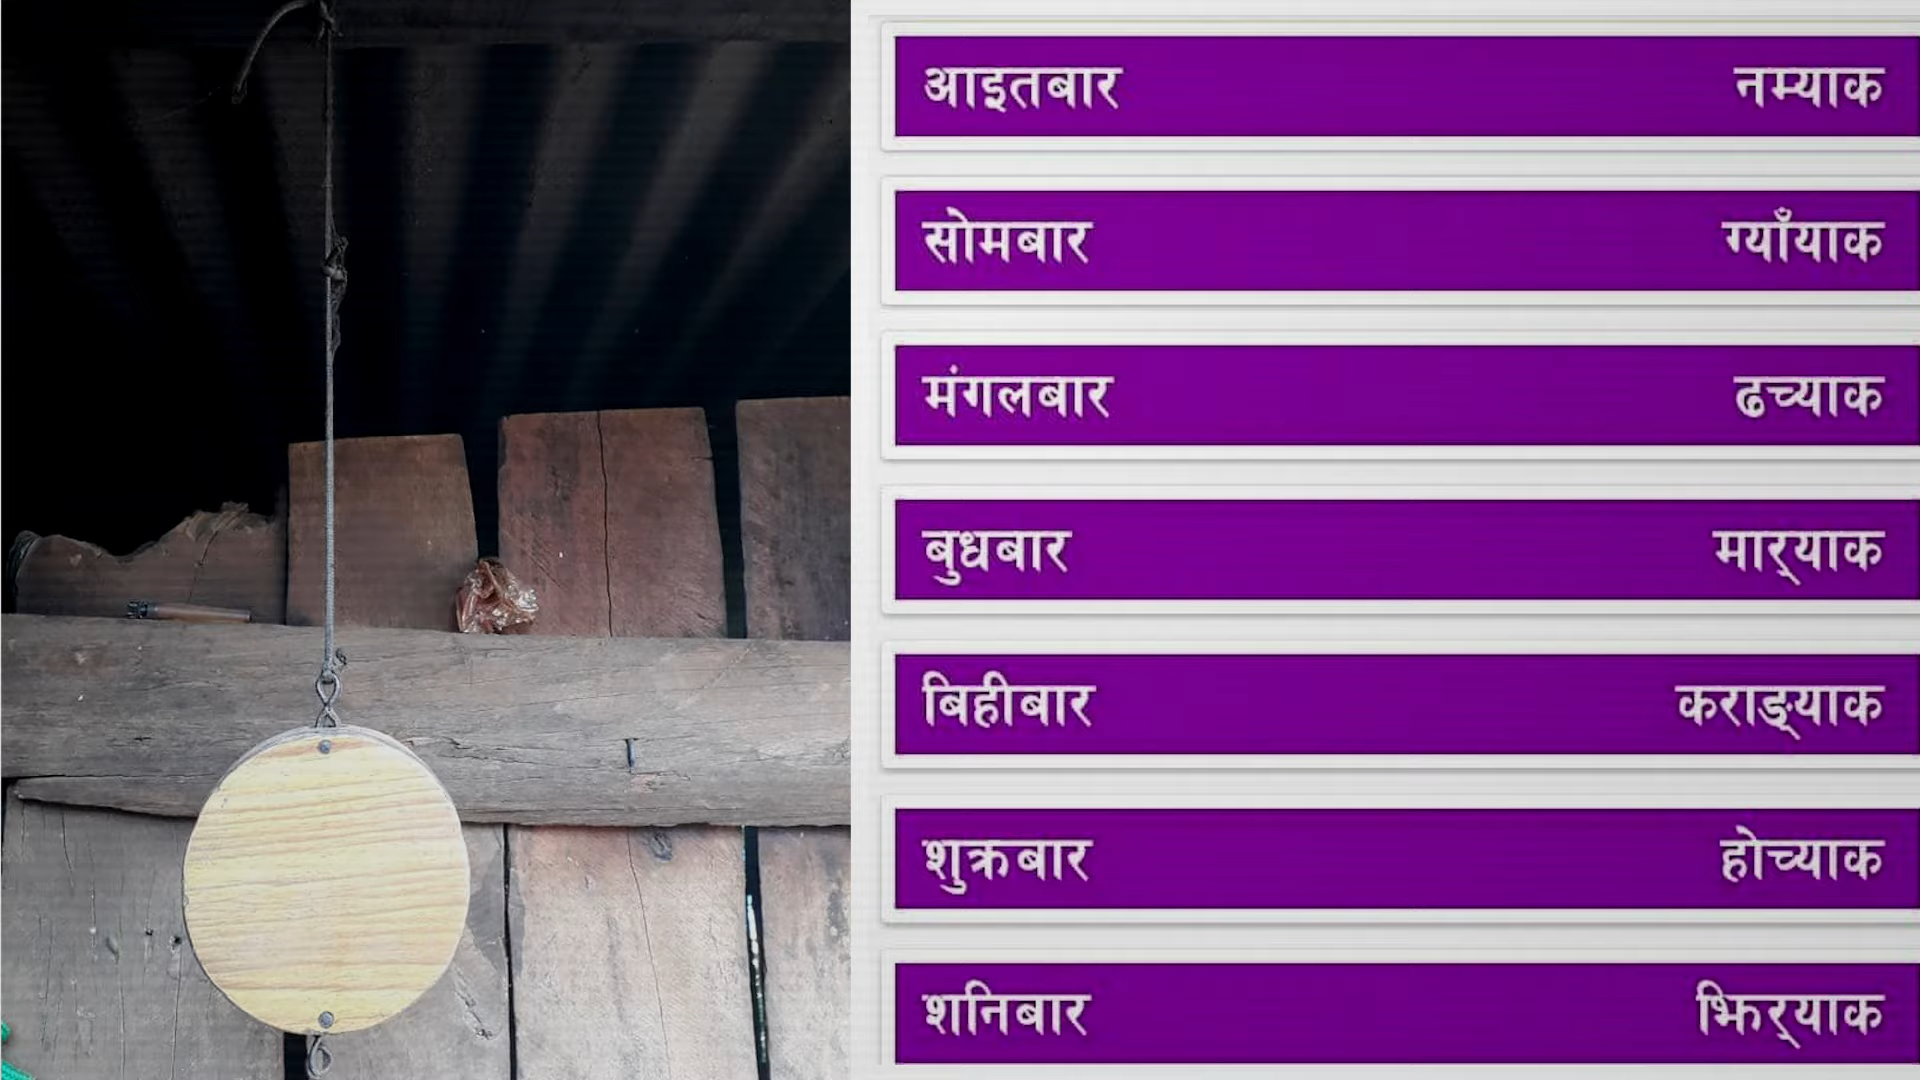 आइतबार नम्याक
सोमबार ग्याँयाक
मंगलबार ढच्याक
बुधबार मार्‍याक
बिहीबार कराङ्याक
शुक्रबार होच्याक
शनिबार झिर्‍याक